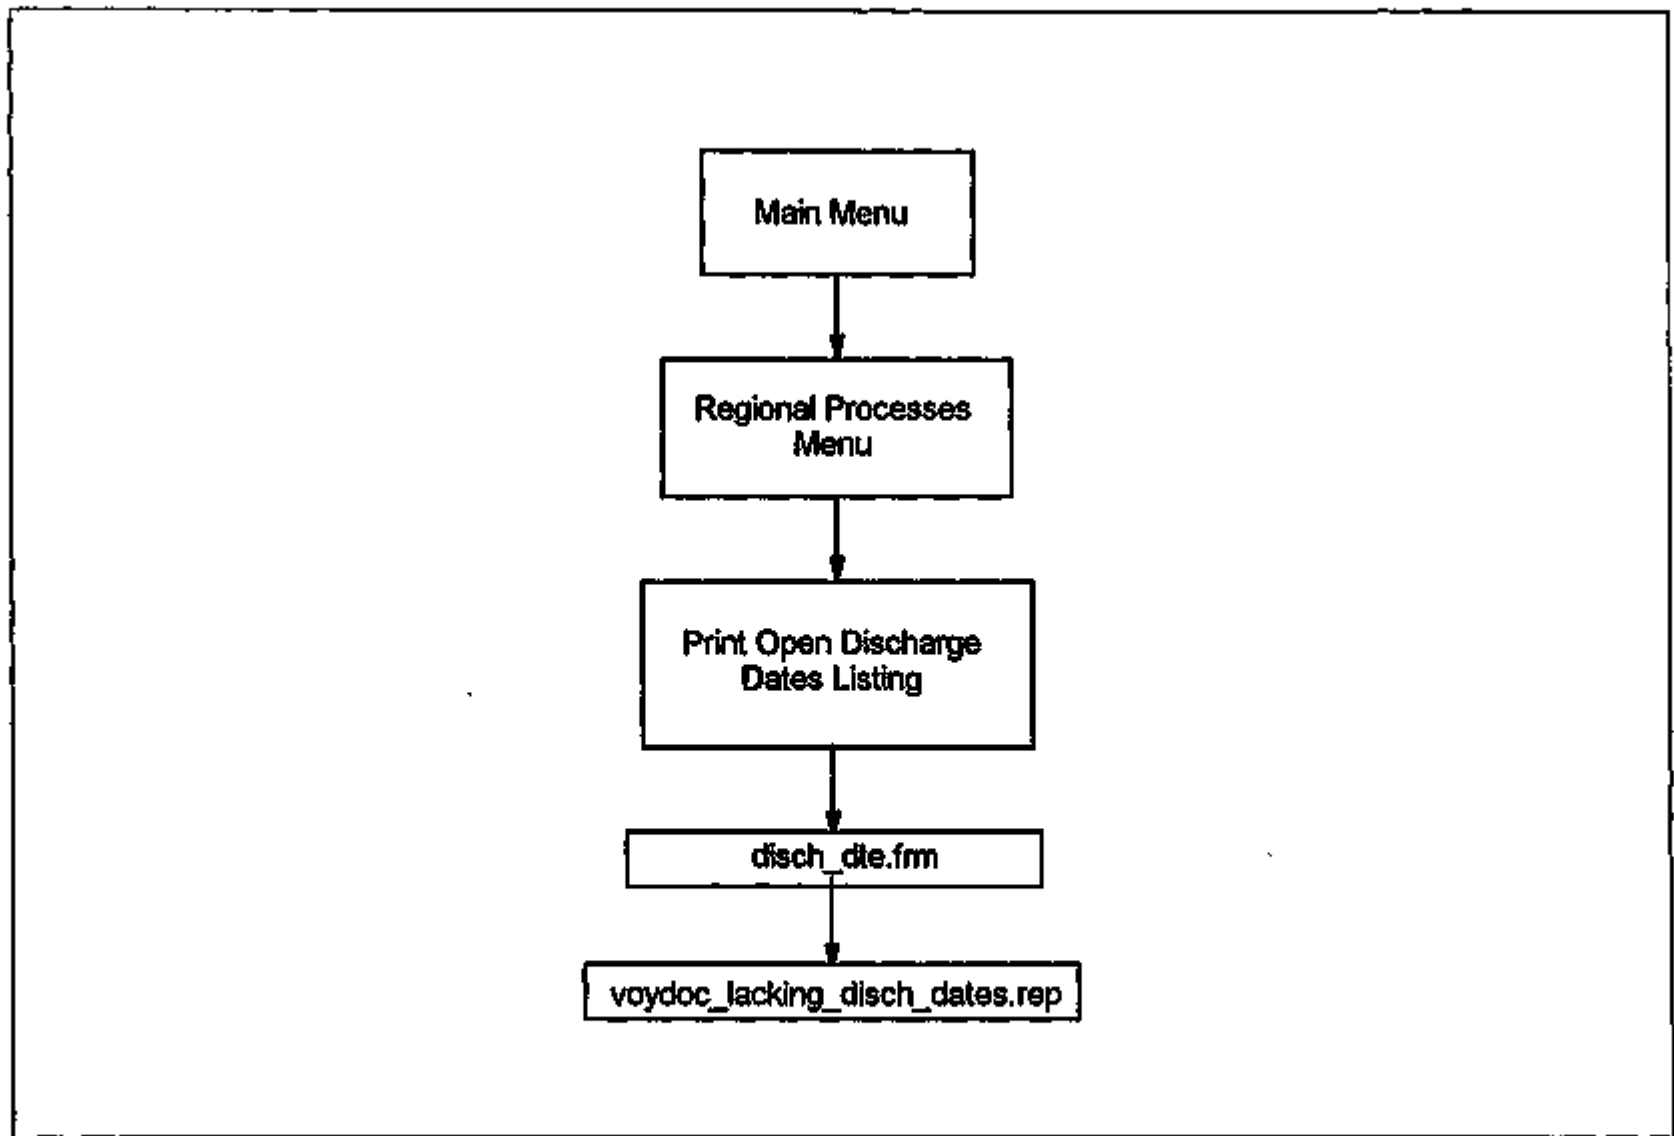 Main Menu
Regional Processes
Menu
Print Open Discharge
Dates Listing
disch_dte.frm
voydoc_lacking_disch_dates.rep